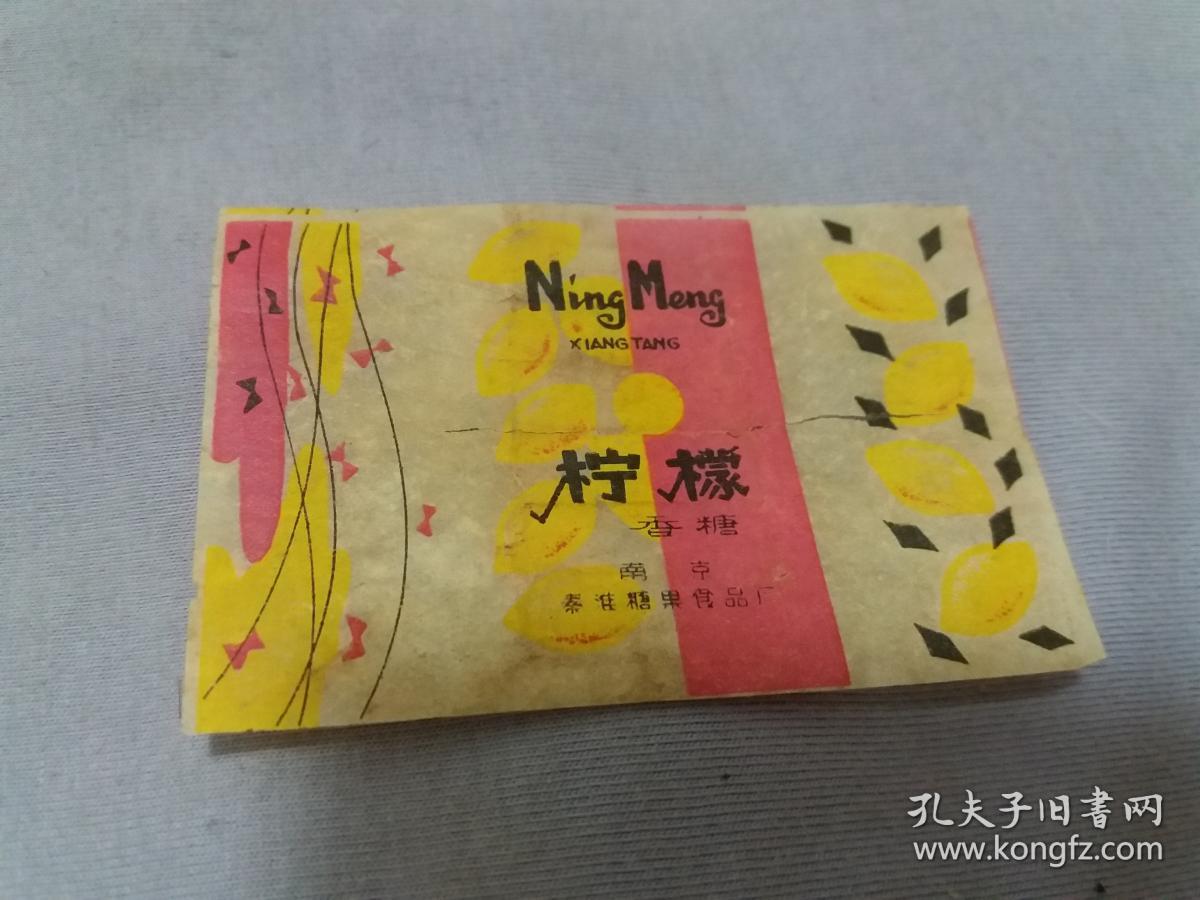 Ning Meng
XIANG TANG
柠檬
香糖
南京
秦淮糖果食品厂
孔夫子旧书网
www.kongfz.com